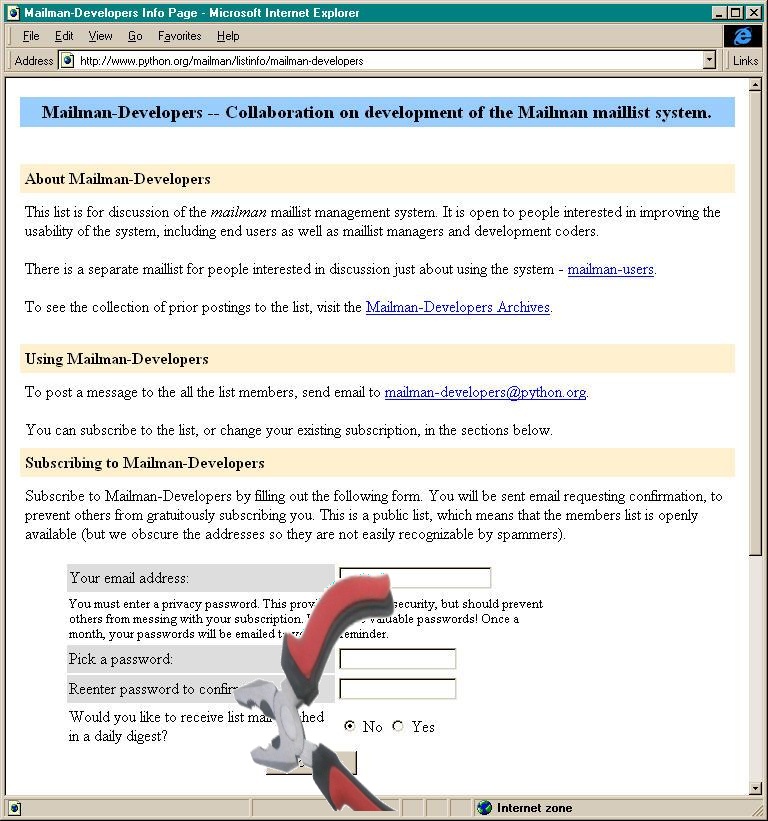 Mailman-Developers Info Page - Microsoft Internet Explorer
File Edit View Go Favorites Help
Address http://www.python.org/mailman/listinfo/mailman-developers Links
Mailman-Developers -- Collaboration on development of the Mailman maillist system.
About Mailman-Developers
This list is for discussion of the mailman maillist management system. It is open to people interested in improving the
usability of the system, including end users as well as maillist managers and development coders.
There is a separate maillist for people interested in discussion just about using the system - mailman-users.
To see the collection of prior postings to the list, visit the Mailman-Developers Archives.
Using Mailman-Developers
To post a message to the all the list members, send email to mailman-developers@python.org.
You can subscribe to the list, or change your existing subscription, in the sections below.
Subscribing to Mailman-Developers
Subscribe to Mailman-Developers by filling out the following form. You will be sent email requesting confirmation, to
prevent others from gratuitously subscribing you. This is a public list, which means that the members list is openly
available (but we obscure the addresses so they are not easily recognizable by spammers).
Your email address:
You must enter a privacy password. This security, but should prevent
others from messing with your subscription. valuable passwords! Once a
month, your passwords will be emailed to reminder.
Pick a password:
Reenter password to
Would you like to receive list No Yes
in a daily digest?
Internet zone